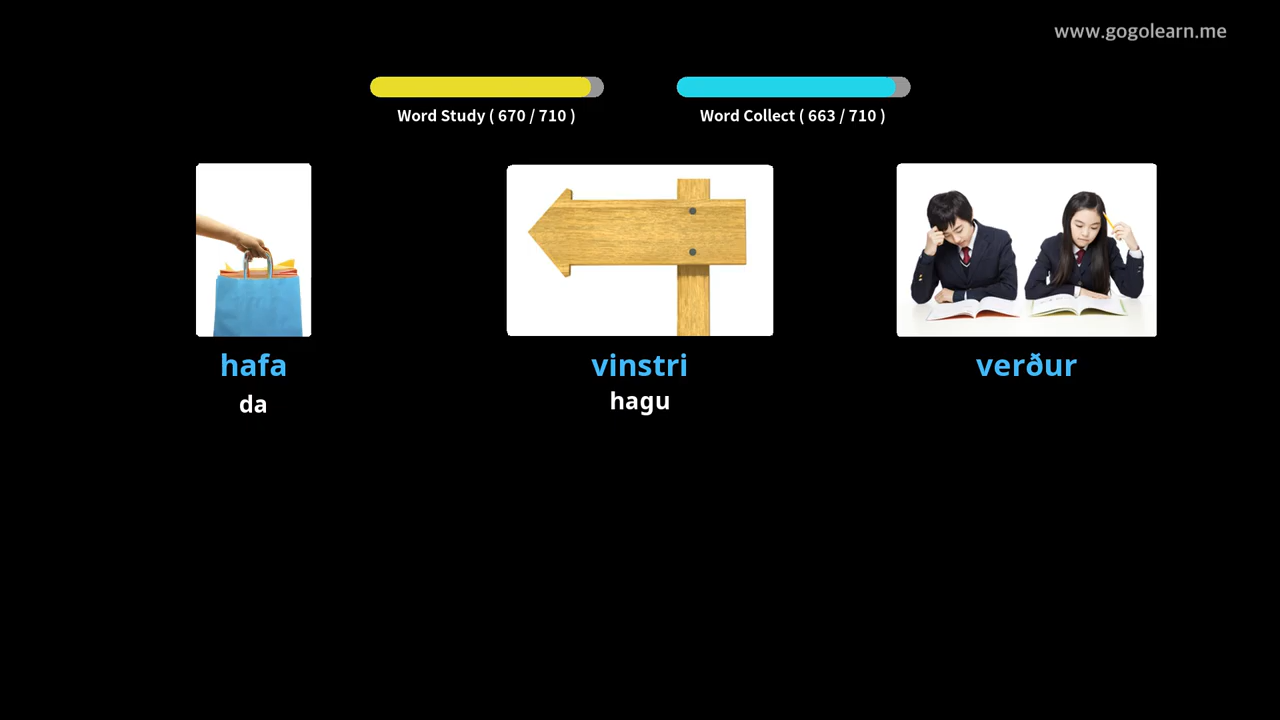 www.gogolearn.me
Word Study ( 670 / 710 )
Word Collect ( 663 / 710 )
hafa
da
vinstri
hagu
verður